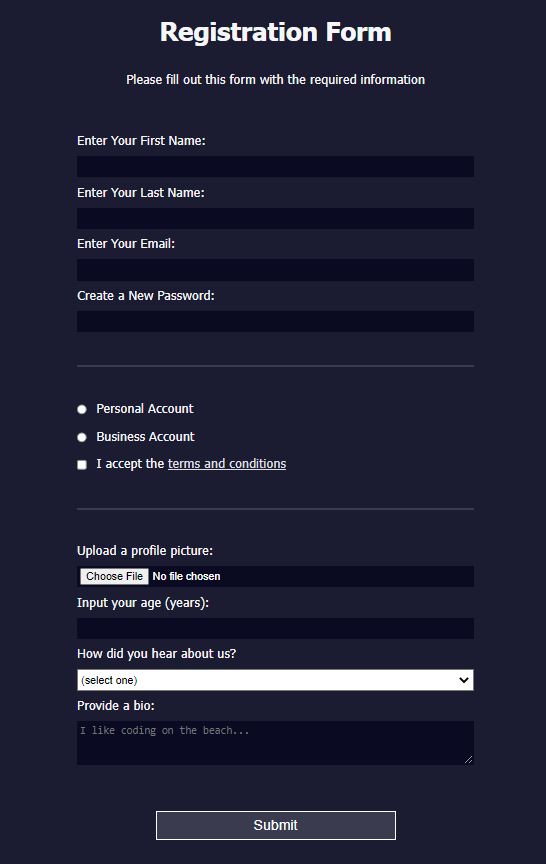 Registration Form
Please fill out this form with the required information
Enter Your First Name:
Enter Your Last Name:
Enter Your Email:
Create a New Password:
Personal Account
Business Account
I accept the terms and conditions
Upload a profile picture:
Choose File No file chosen
Input your age (years):
How did you hear about us?
(select one)
Provide a bio:
I like coding on the beach...
Submit